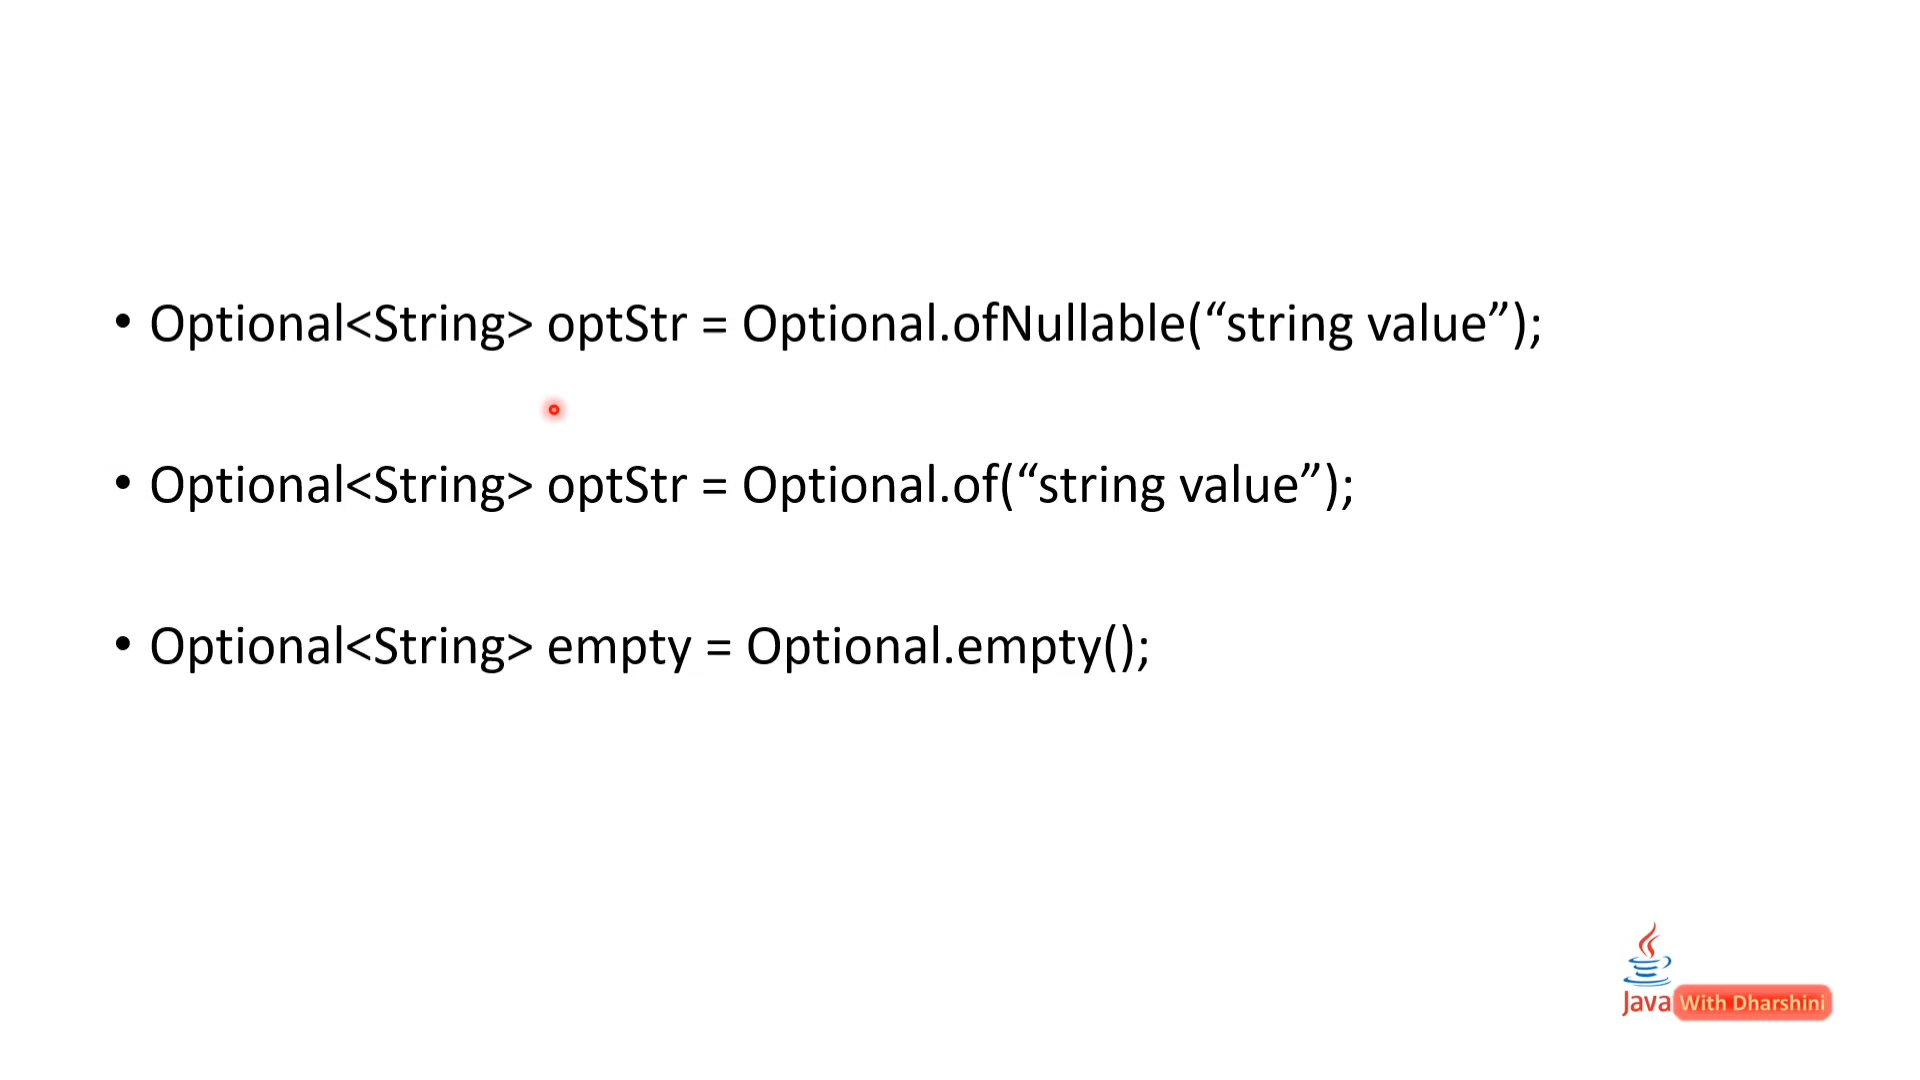 • Optional<String> optStr = Optional.ofNullable(“string value”);
• Optional<String> optStr = Optional.of(“string value”);
• Optional<String> empty = Optional.empty();
Java With Dharshini